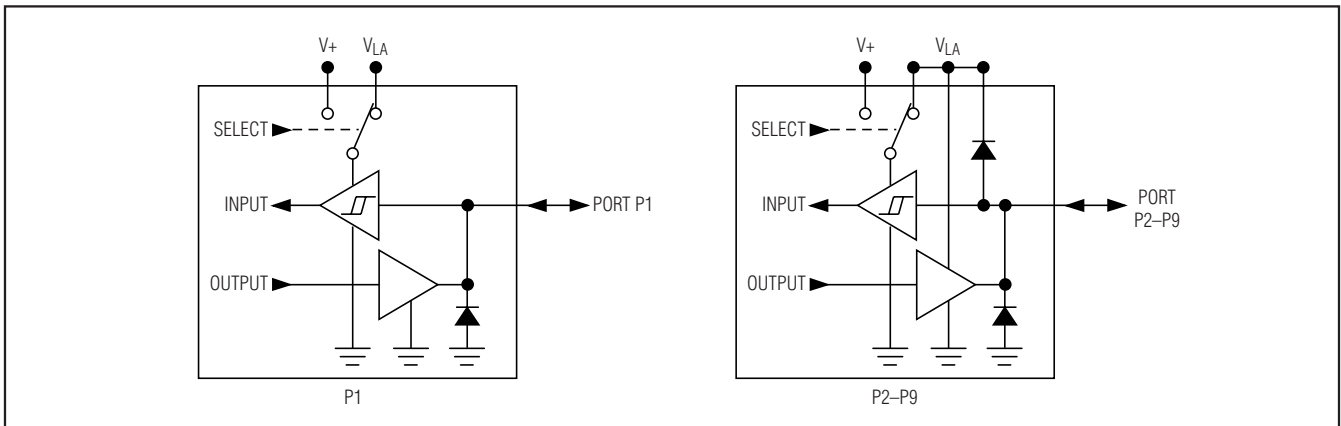 V+ VLA
SELECT
INPUT
OUTPUT
PORT P1
P1
V+ VLA
SELECT
INPUT
OUTPUT
PORT
P2–P9
P2–P9